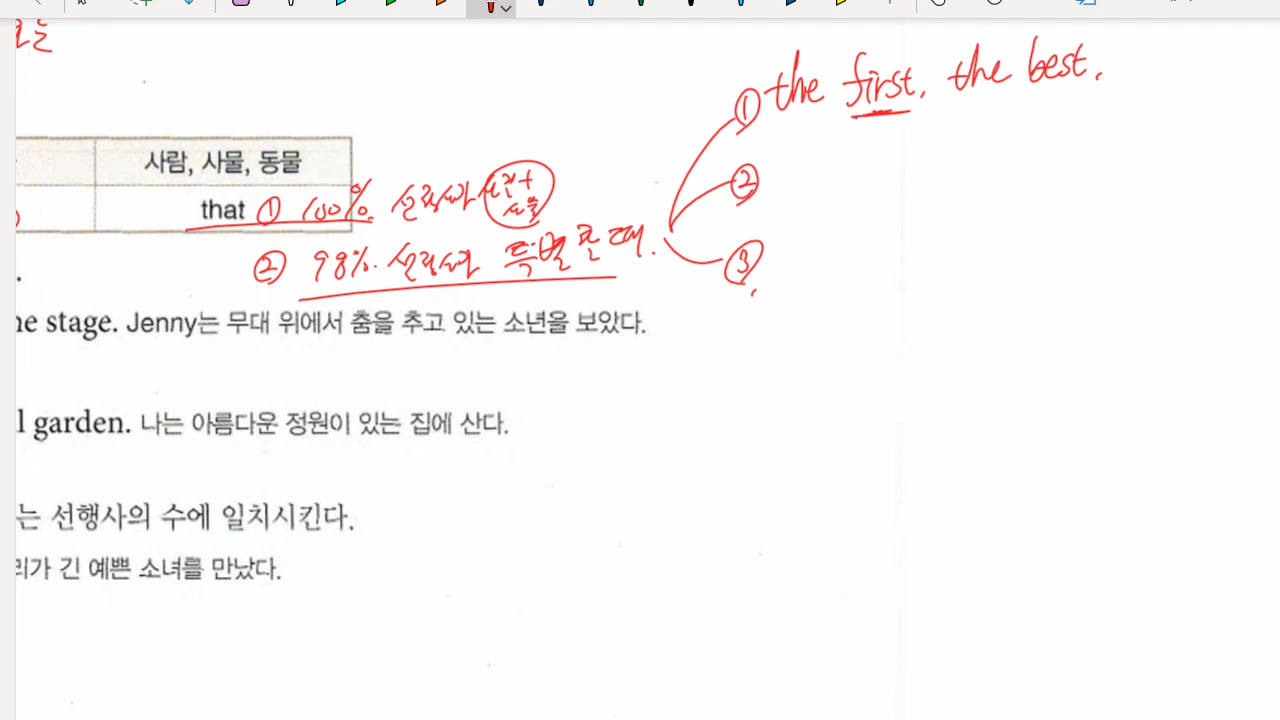 는
① the first, the best,
사람, 사물, 동물
that ① 100% 선행사가 사람+사물
②
② 98%. 선행사가 특별할 때.
③
he stage. Jenny는 무대 위에서 춤을 추고 있는 소년을 보았다.
l garden. 나는 아름다운 정원이 있는 집에 산다.
는 선행사의 수에 일치시킨다.
리가 긴 예쁜 소녀를 만났다.